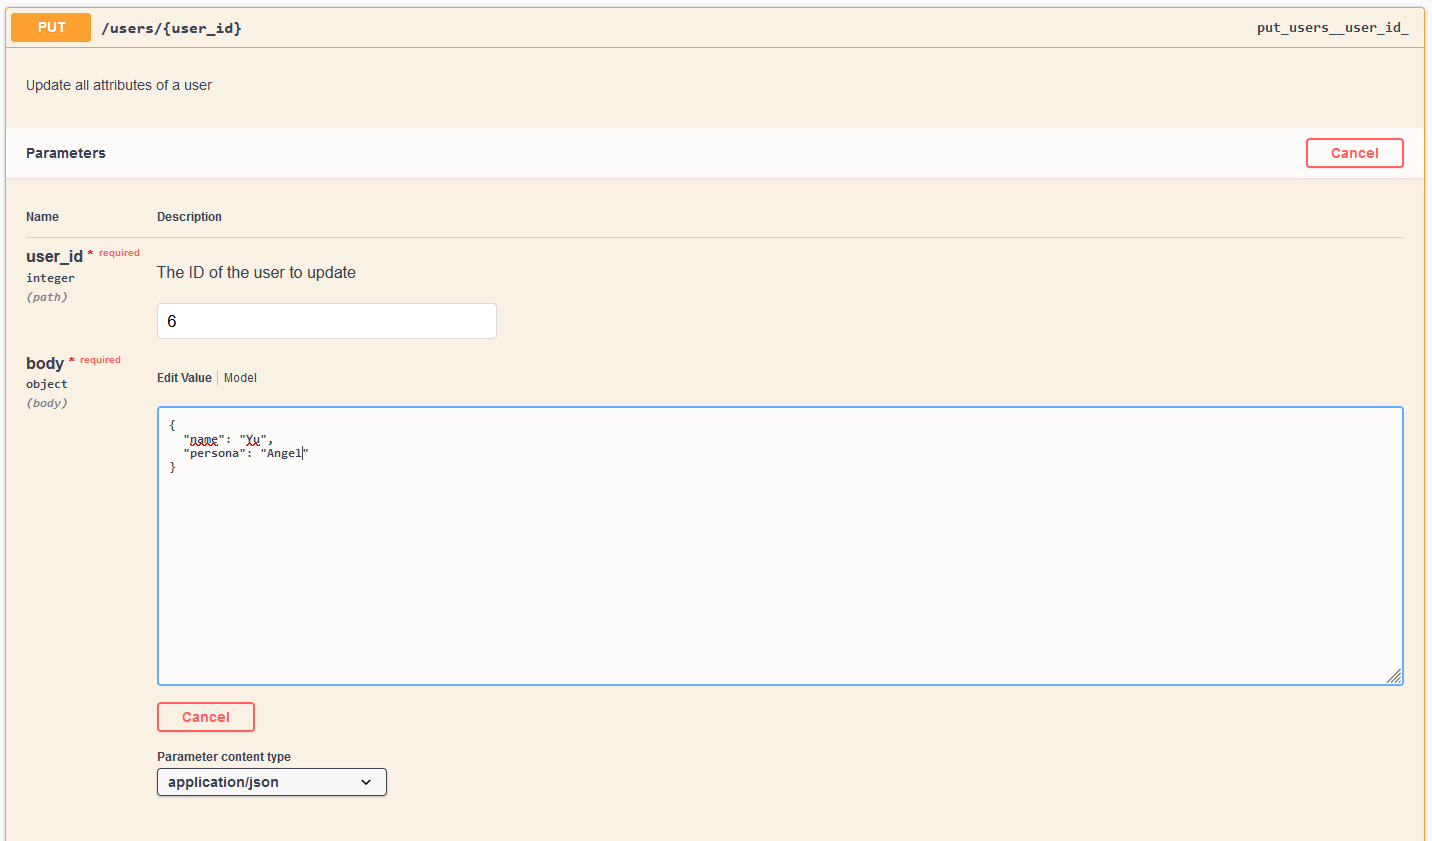 PUT /users/{user_id} put_users__user_id_
Update all attributes of a user
Parameters Cancel
Name Description
user_id * required
integer
(path)
The ID of the user to update
6
body * required
object
(body)
Edit Value Model
{
  "name": "Yu",
  "persona": "Angel"
}
Cancel
Parameter content type
application/json